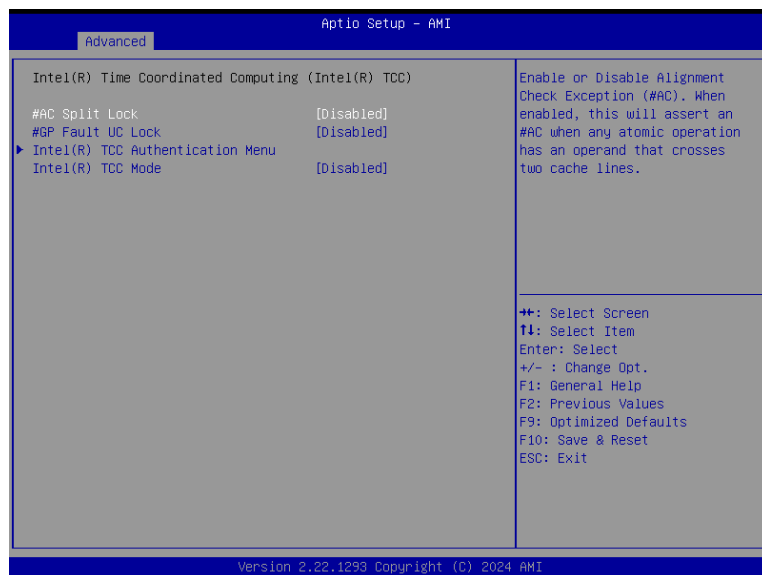 Aptio Setup – AMI
Advanced
Intel(R) Time Coordinated Computing (Intel(R) TCC)
#AC Split Lock [Disabled]
#GP Fault UC Lock [Disabled]
Intel(R) TCC Authentication Menu
Intel(R) TCC Mode [Disabled]
Enable or Disable Alignment
Check Exception (#AC). When
enabled, this will assert an
#AC when any atomic operation
has an operand that crosses
two cache lines.
→←: Select Screen
↑↓: Select Item
Enter: Select
+/- : Change Opt.
F1: General Help
F2: Previous Values
F9: Optimized Defaults
F10: Save & Reset
ESC: Exit
Version 2.22.1293 Copyright (C) 2024 AMI